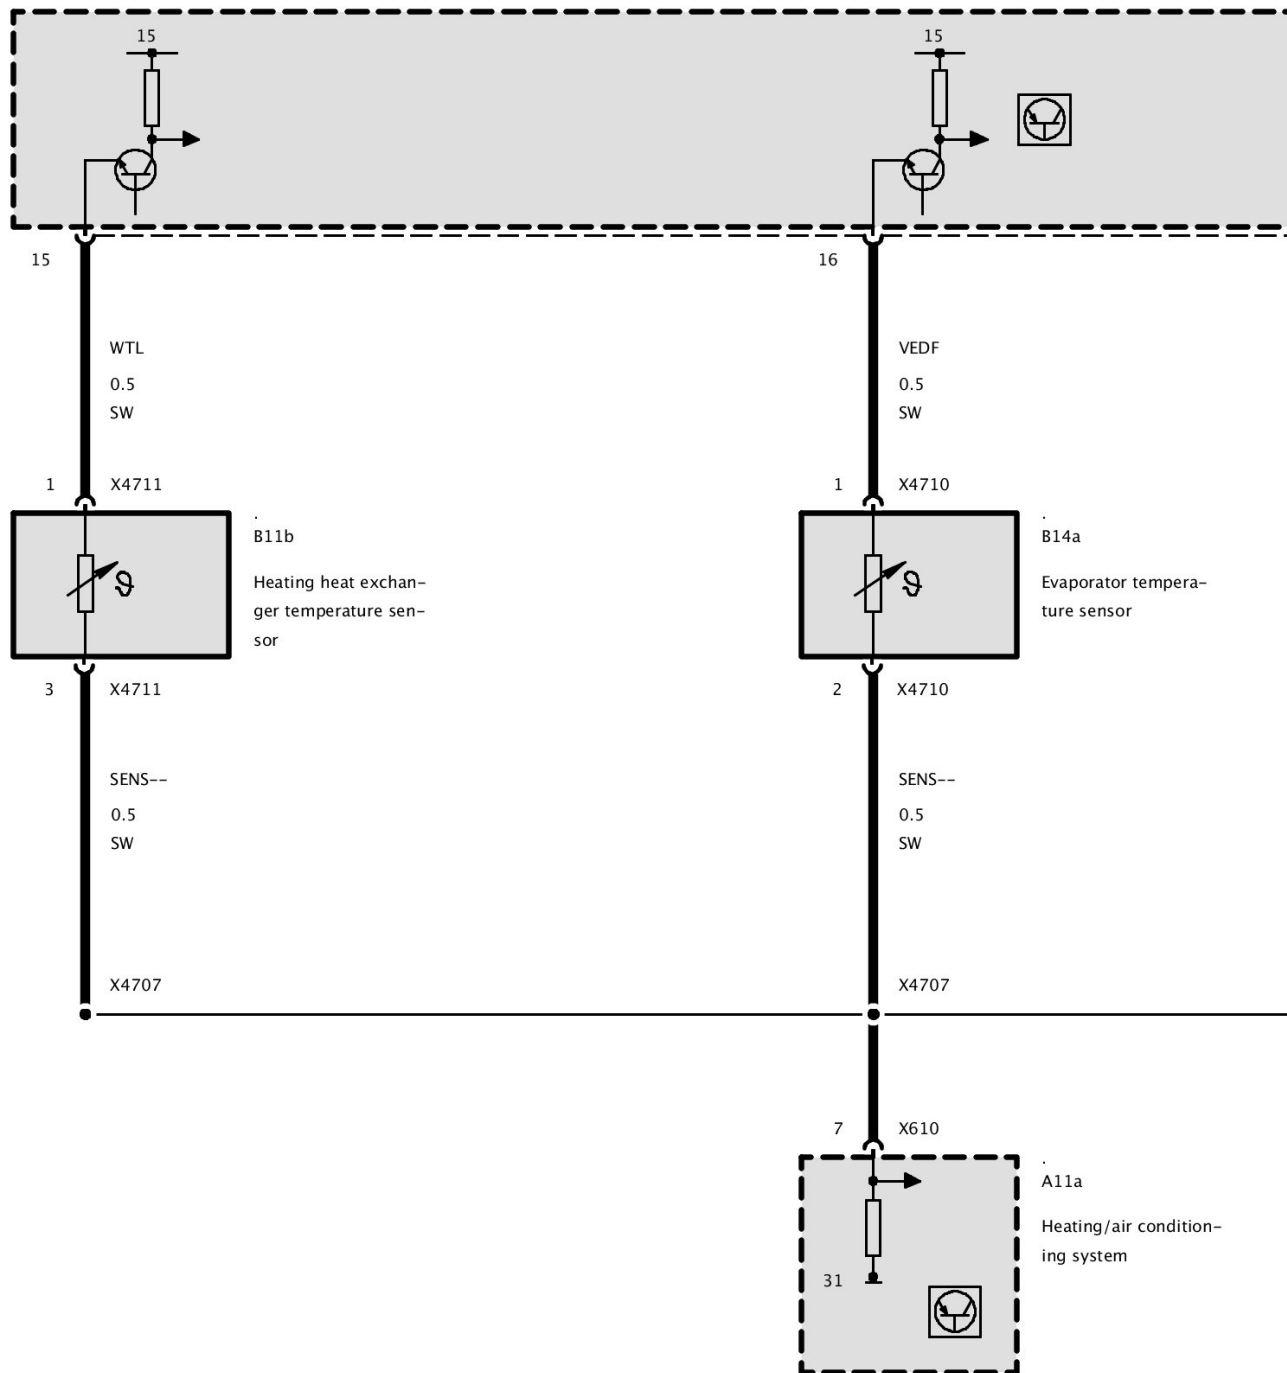 15 15
15 16
WTL VEDF
0.5 0.5
SW SW
1 X4711 1 X4710
. .
B11b B14a
Heating heat exchan- Evaporator tempera-
ger temperature sen- ture sensor
sor
3 X4711 2 X4710
SENS-- SENS--
0.5 0.5
SW SW
X4707 X4707
7 X610
.
A11a
Heating/air condition-
ing system
31